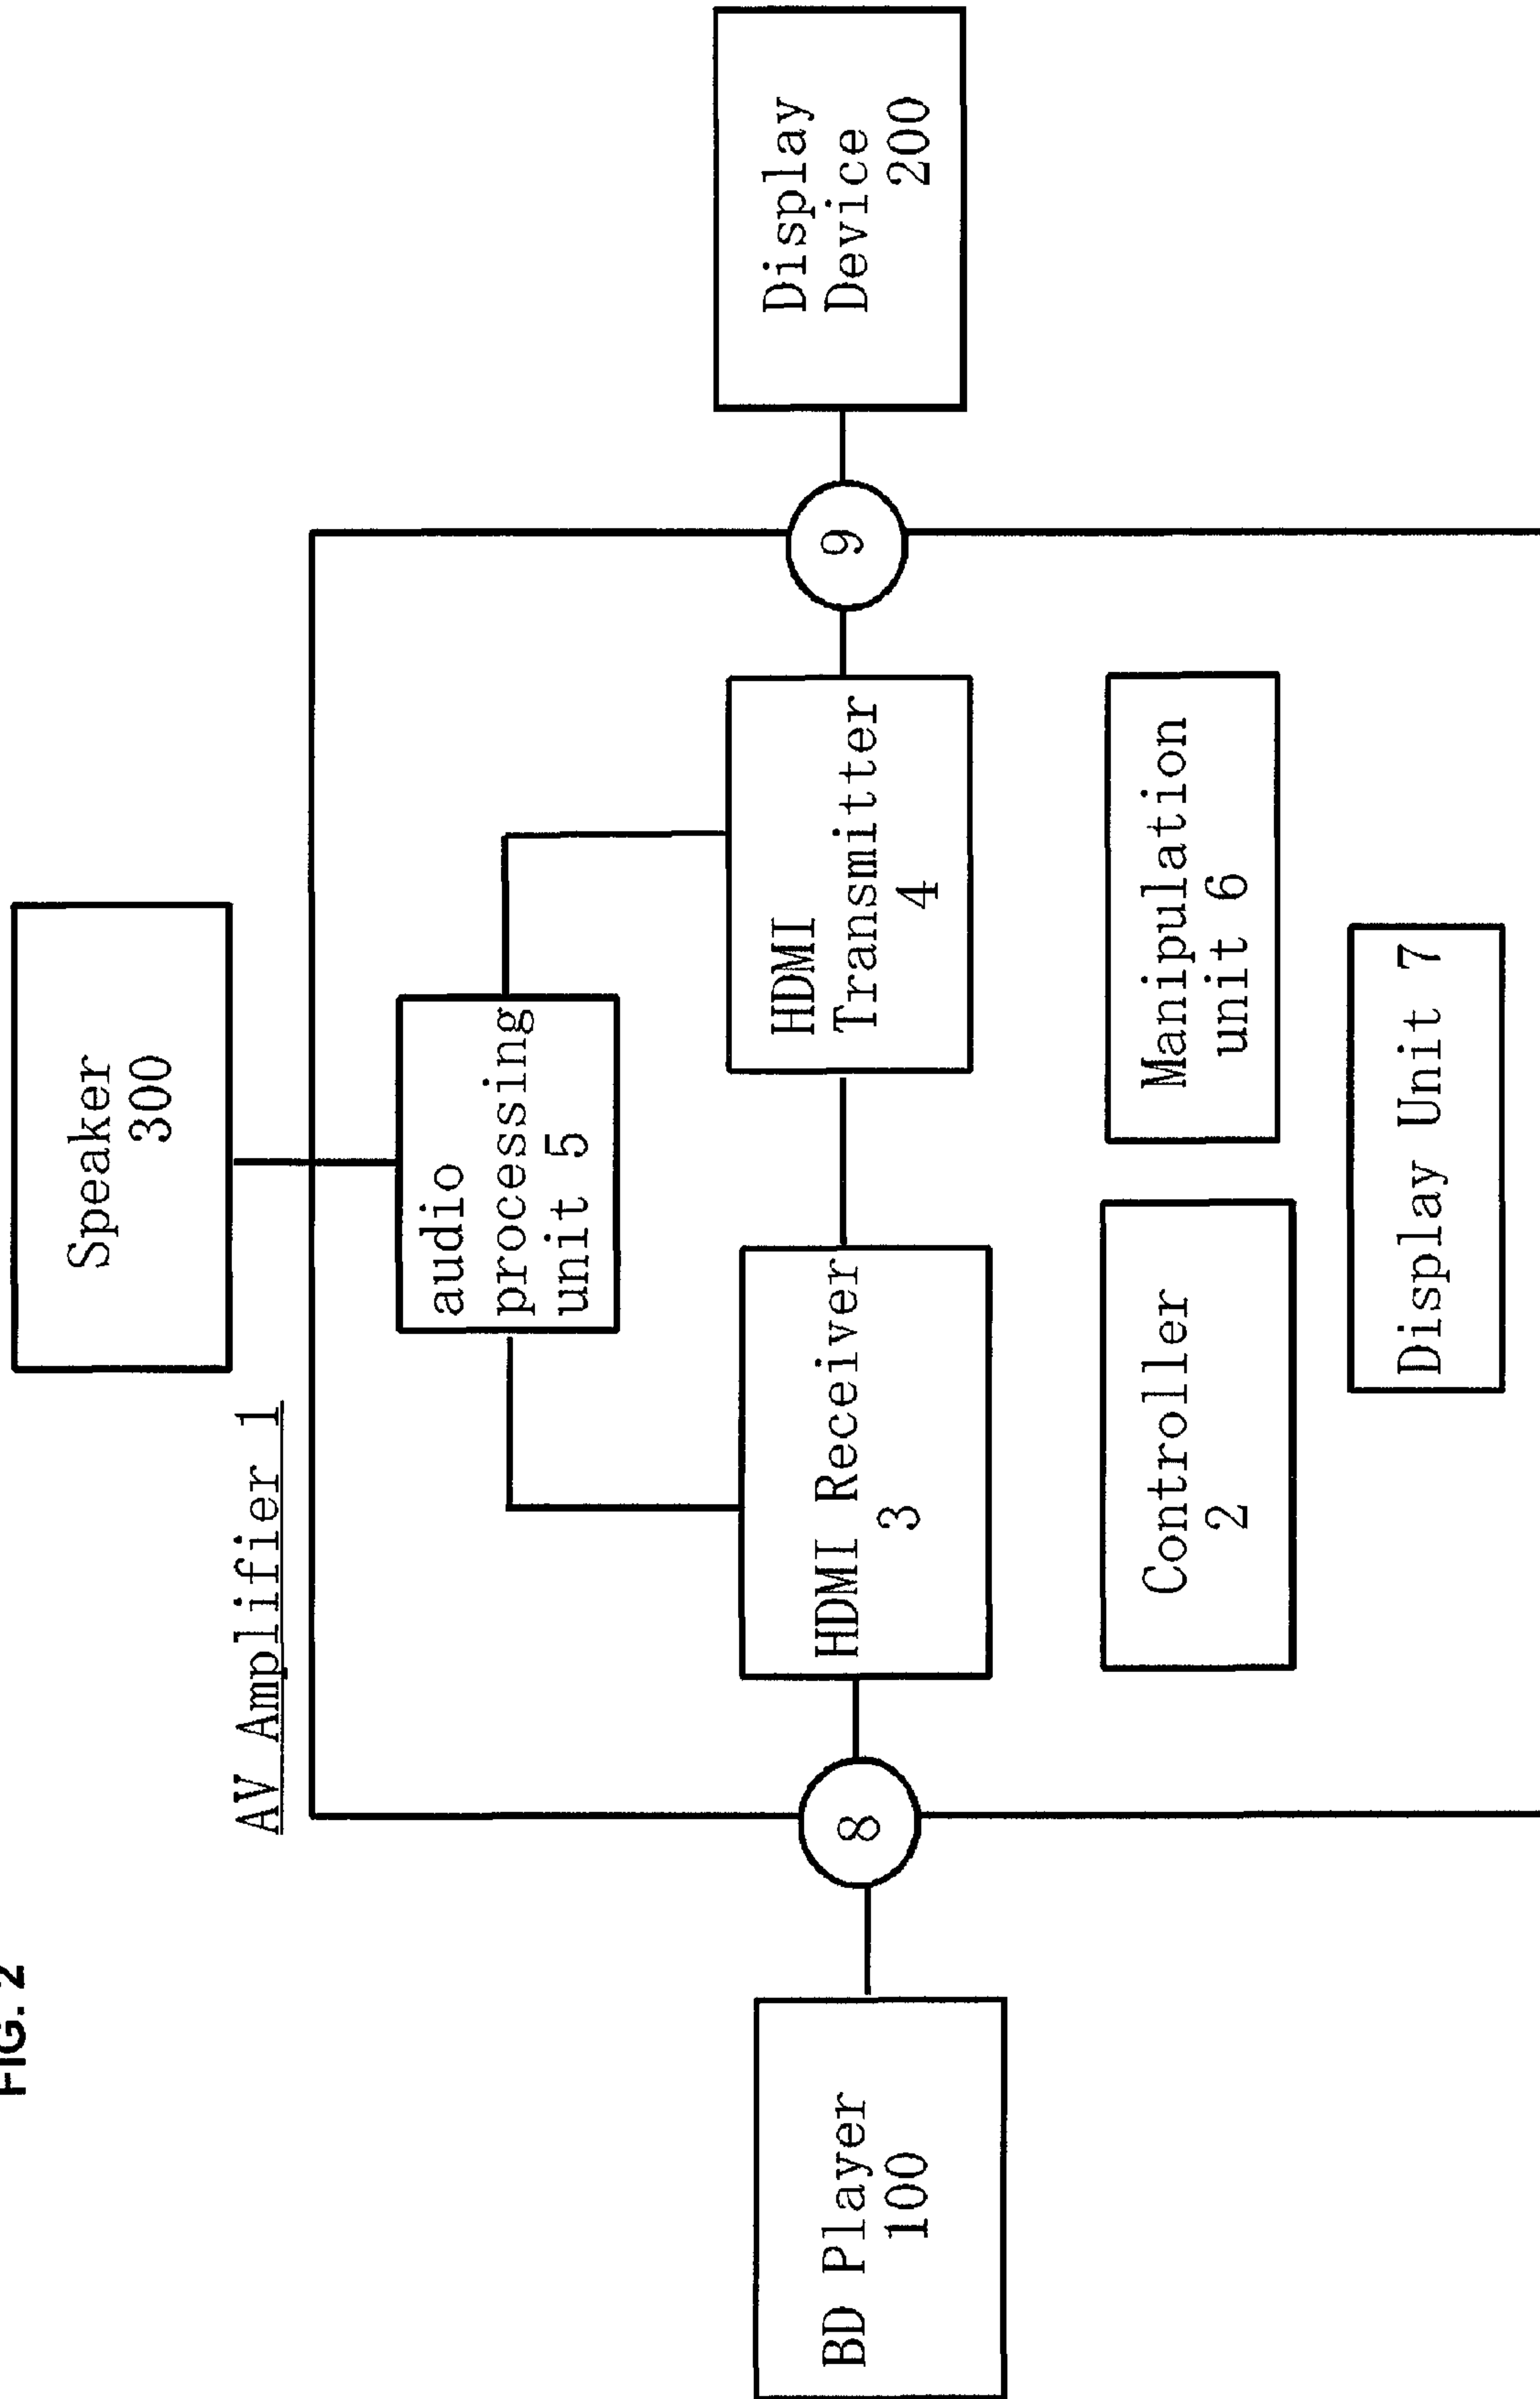 FIG. 2
Speaker
300
AV Amplifier 1
audio
processing
unit 5
BD Player
100
8
HDMI Receiver
3
HDMI
Transmitter
4
9
Display
Device
200
Controller
2
Manipulation
unit 6
Display Unit 7